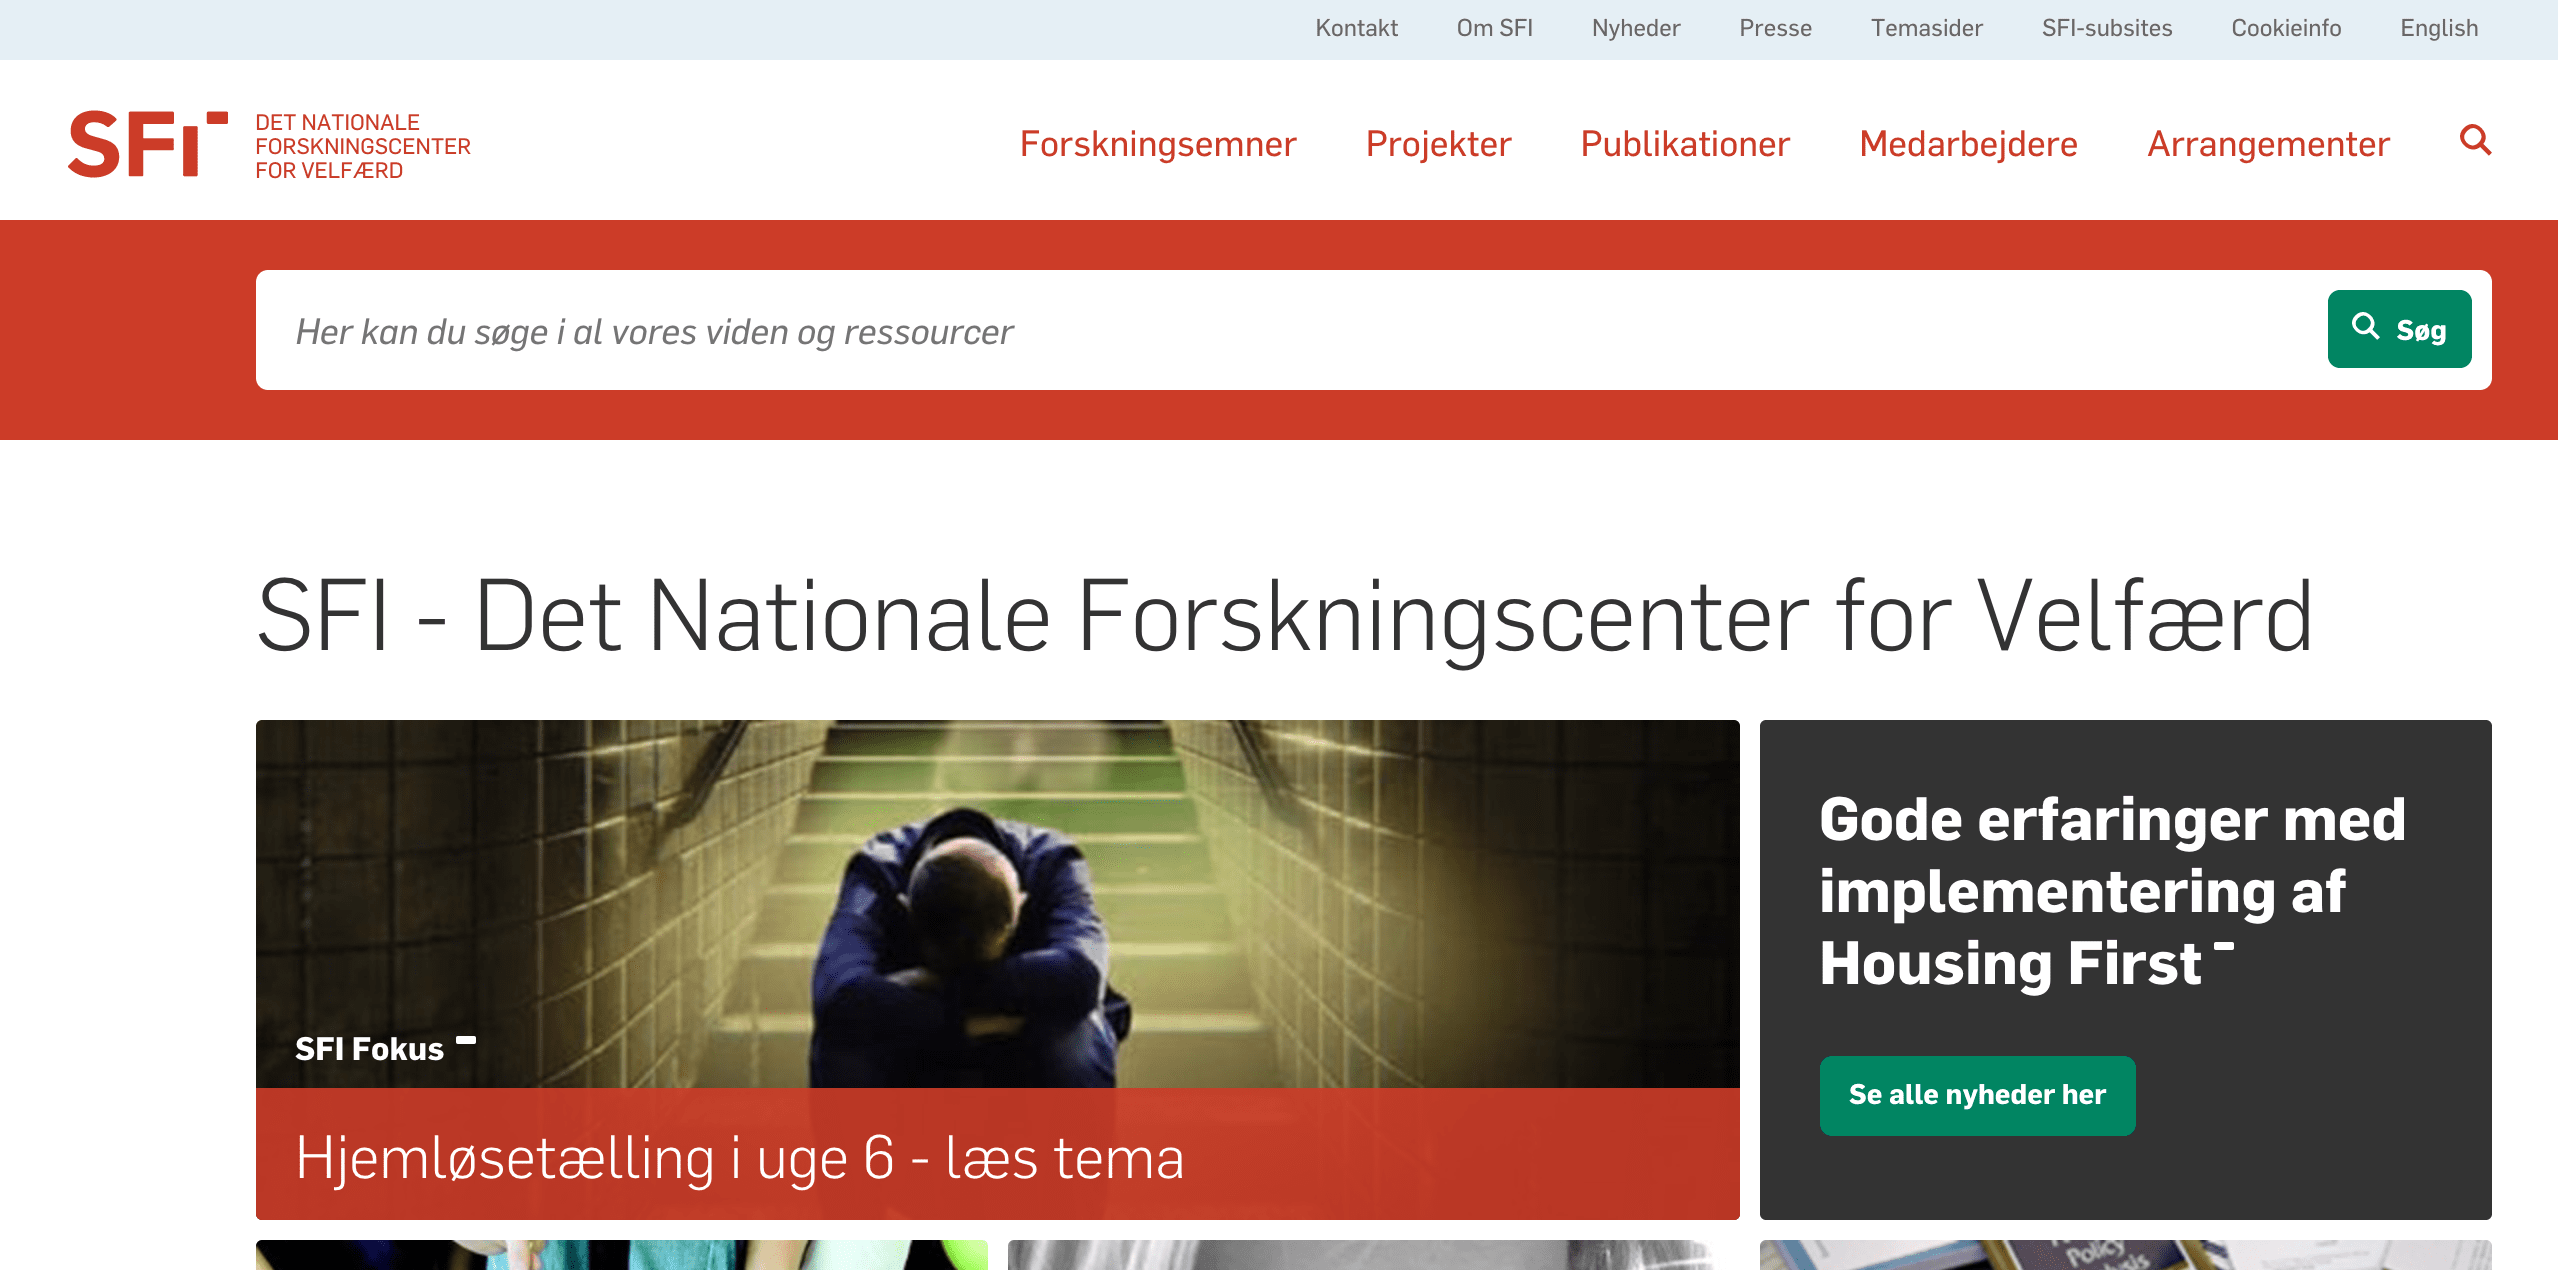 Kontakt Om SFI Nyheder Presse Temasider SFI-subsites Cookieinfo English
SFI
DET NATIONALE
FORSKNINGSCENTER
FOR VELFÆRD
Forskningsemner Projekter Publikationer Medarbejdere Arrangementer
Her kan du søge i al vores viden og ressourcer
Søg
SFI - Det Nationale Forskningscenter for Velfærd
SFI Fokus
Hjemløsetælling i uge 6 - læs tema
Gode erfaringer med
implementering af
Housing First
Se alle nyheder her
Policy